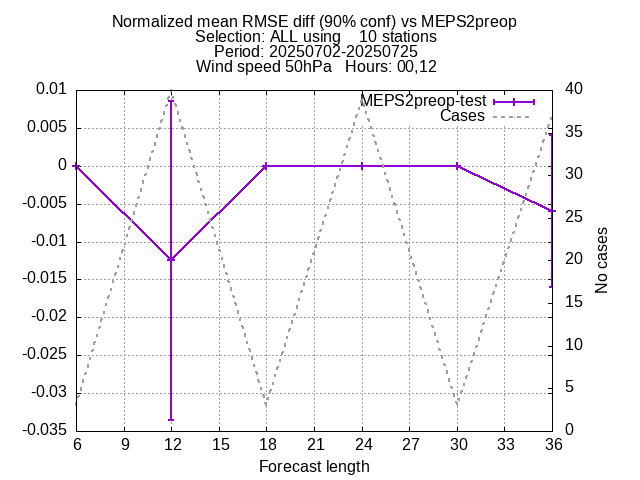 Normalized mean RMSE diff (90% conf) vs MEPS2preop
Selection: ALL using    10 stations
Period: 20250702-20250725
Wind speed 50hPa   Hours: 00,12
MEPS2preop-test
Cases
0.01
0.005
0
-0.005
-0.01
-0.015
-0.02
-0.025
-0.03
-0.035
40
35
30
25
20
15
10
5
0
No cases
6 9 12 15 18 21 24 27 30 33 36
Forecast length